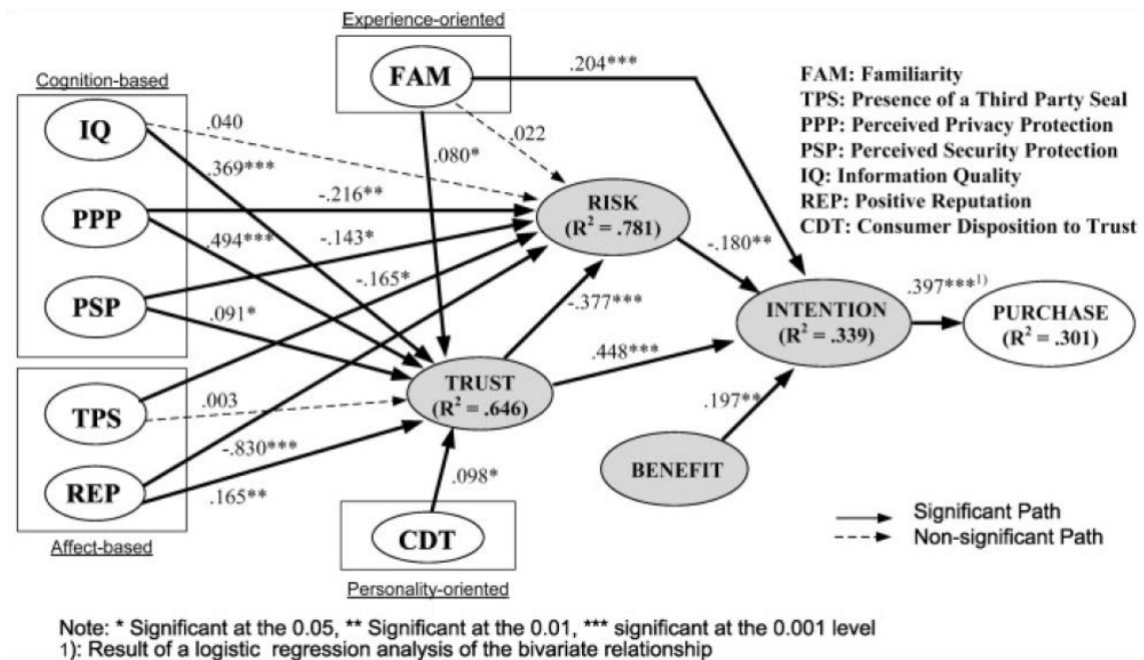 Experience-oriented
FAM
.204***
FAM: Familiarity
TPS: Presence of a Third Party Seal
PPP: Perceived Privacy Protection
PSP: Perceived Security Protection
IQ: Information Quality
REP: Positive Reputation
CDT: Consumer Disposition to Trust
Cognition-based
IQ
.040
.022
.369***
.080*
PPP
-.216**
RISK
(R² = .781)
.494***
-.143*
-.180**
PSP
-.165*
.091*
-.377***
INTENTION
(R² = .339)
.397***1)
PURCHASE
(R² = .301)
TRUST
(R² = .646)
.448***
TPS
.003
-.830***
.197**
REP
.165**
BENEFIT
Affect-based
.098*
CDT
Personality-oriented
Significant Path
Non-significant Path
Note: * Significant at the 0.05, ** Significant at the 0.01, *** significant at the 0.001 level
1): Result of a logistic regression analysis of the bivariate relationship